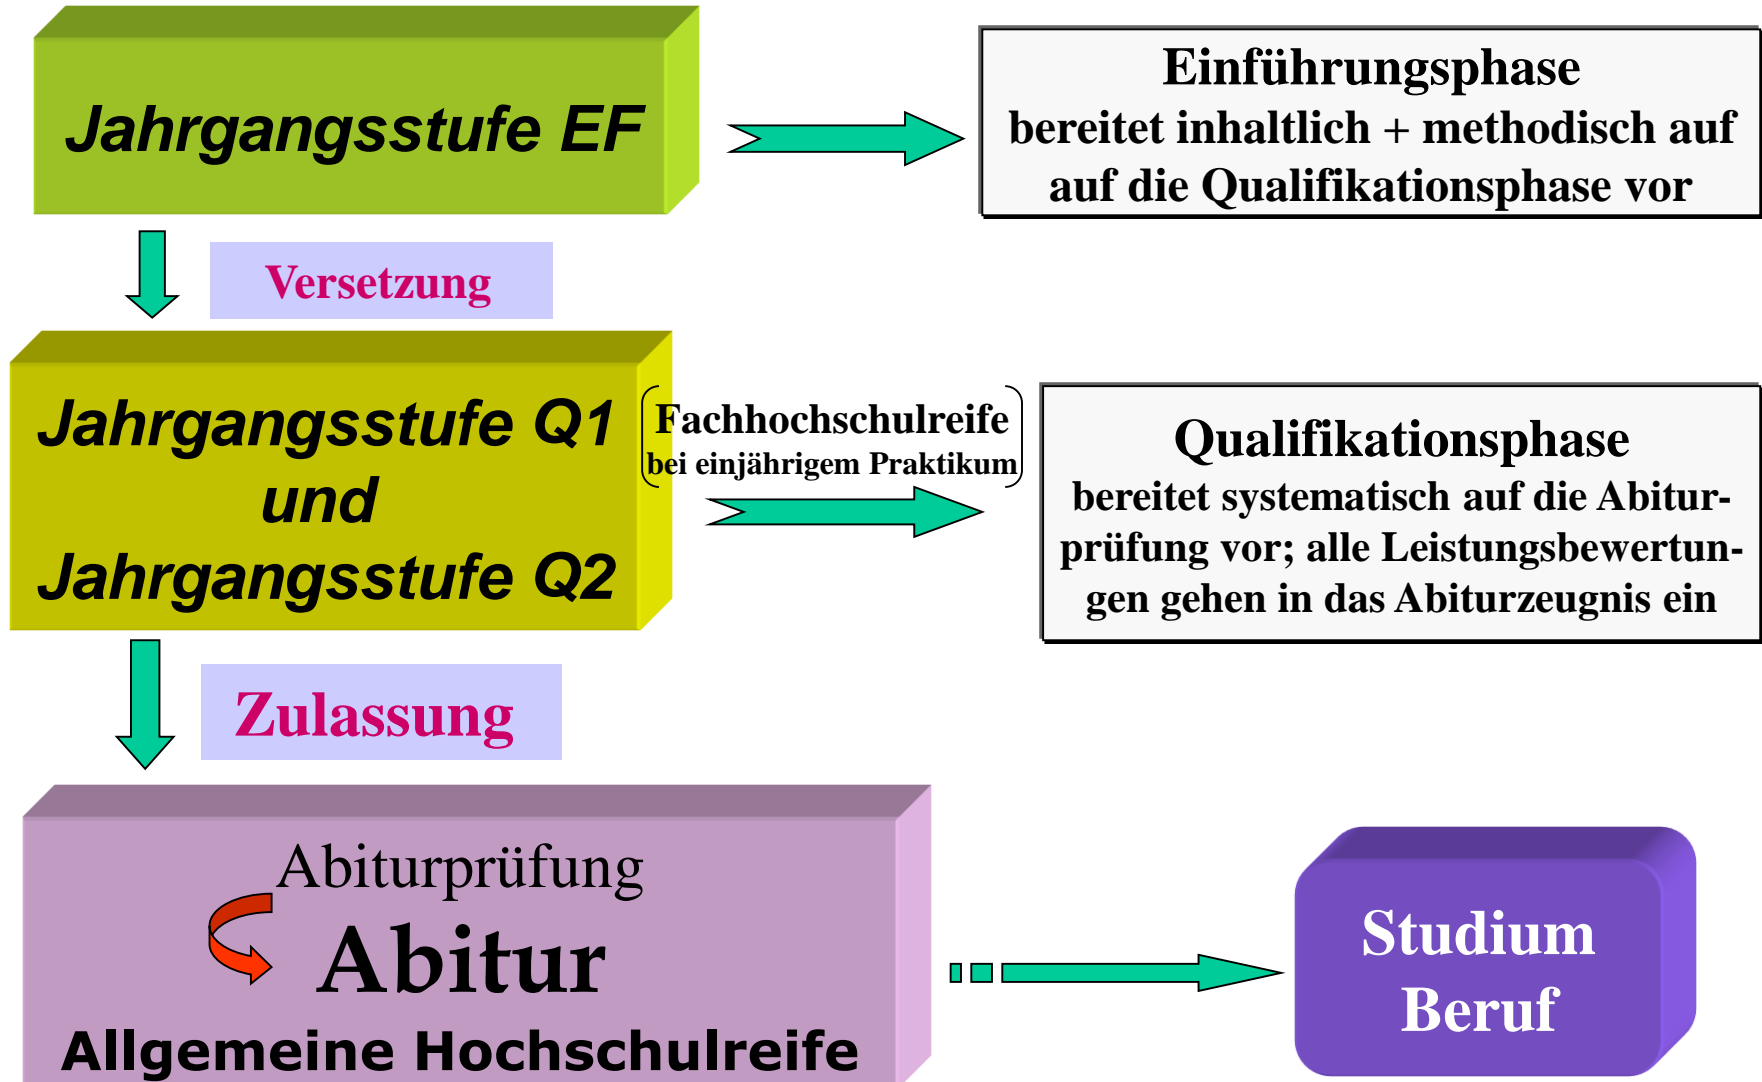 Jahrgangsstufe EF
Einführungsphase
bereitet inhaltlich + methodisch auf
auf die Qualifikationsphase vor
Versetzung
Jahrgangsstufe Q1
und
Jahrgangsstufe Q2
Fachhochschulreife
bei einjährigem Praktikum
Qualifikationsphase
bereitet systematisch auf die Abitur-
prüfung vor; alle Leistungsbewertun-
gen gehen in das Abiturzeugnis ein
Zulassung
Abiturprüfung
Abitur
Allgemeine Hochschulreife
Studium
Beruf